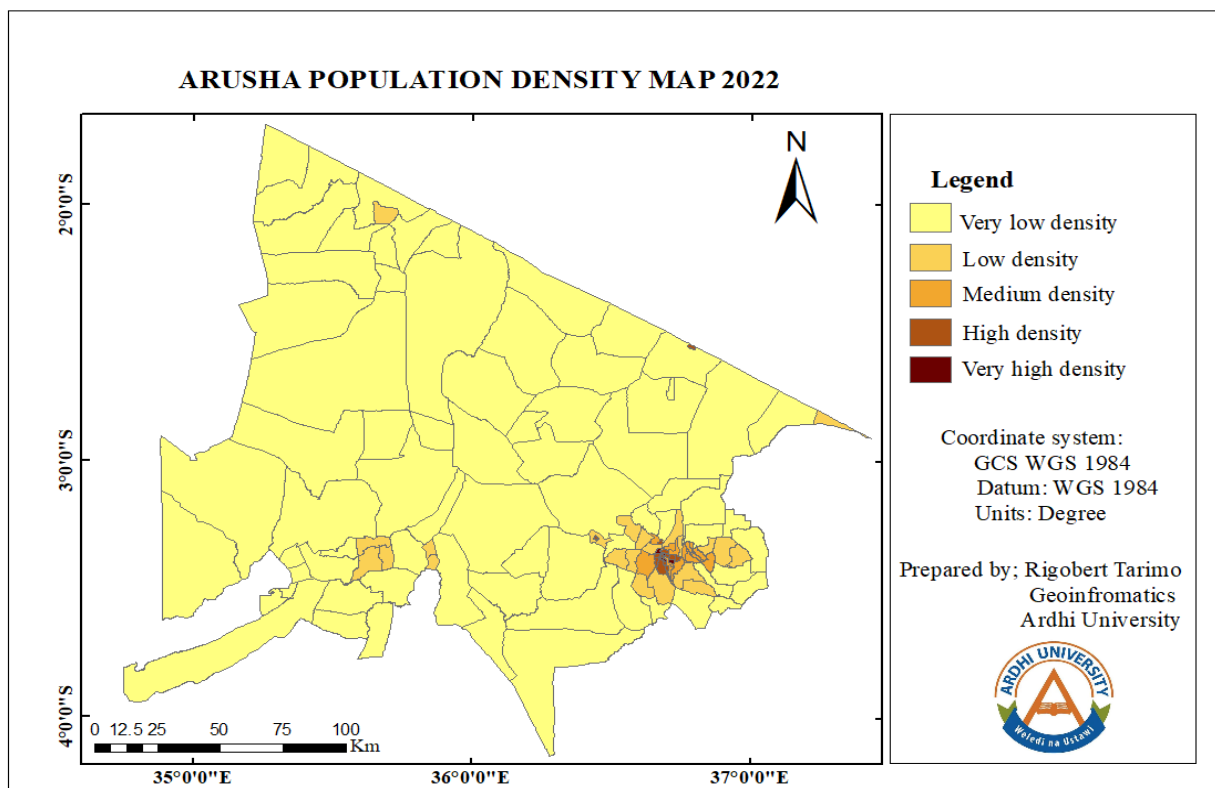 ARUSHA POPULATION DENSITY MAP 2022
N
2°0'0"S
3°0'0"S
4°0'0"S
0 12.5 25 50 75 100
Km
35°0'0"E 36°0'0"E 37°0'0"E
Legend
Very low density
Low density
Medium density
High density
Very high density
Coordinate system:
GCS WGS 1984
Datum: WGS 1984
Units: Degree
Prepared by; Rigobert Tarimo
Geoinfromatics
Ardhi University
ARDHI UNIVERSITY
Weledi na Ustawi